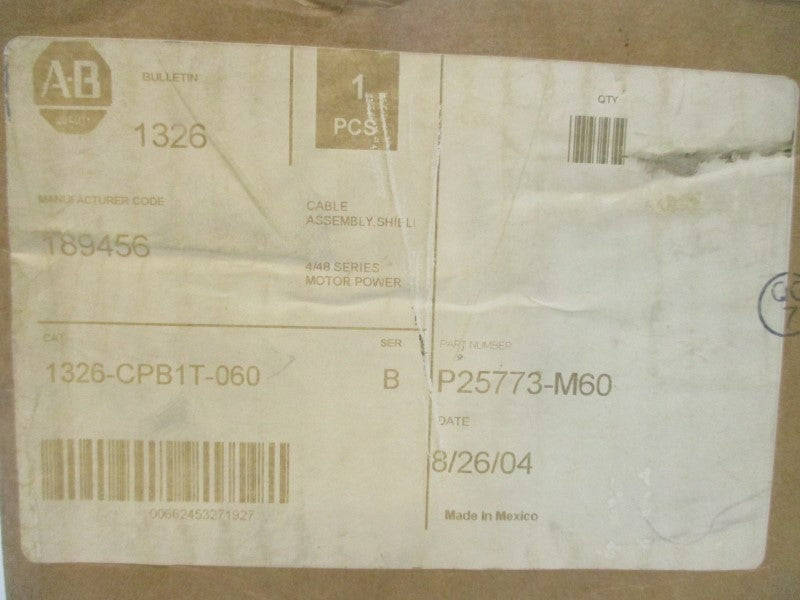 A·B
BULLETIN
1326
1
PCS
QTY
MANUFACTURER CODE
189456
CABLE
ASSEMBLY,SHIEL
4/48 SERIES
MOTOR POWER
CAT
1326-CPB1T-060
SER
B
PART NUMBER
P25773-M60
DATE
8/26/04
Made in Mexico
00662453271927
7